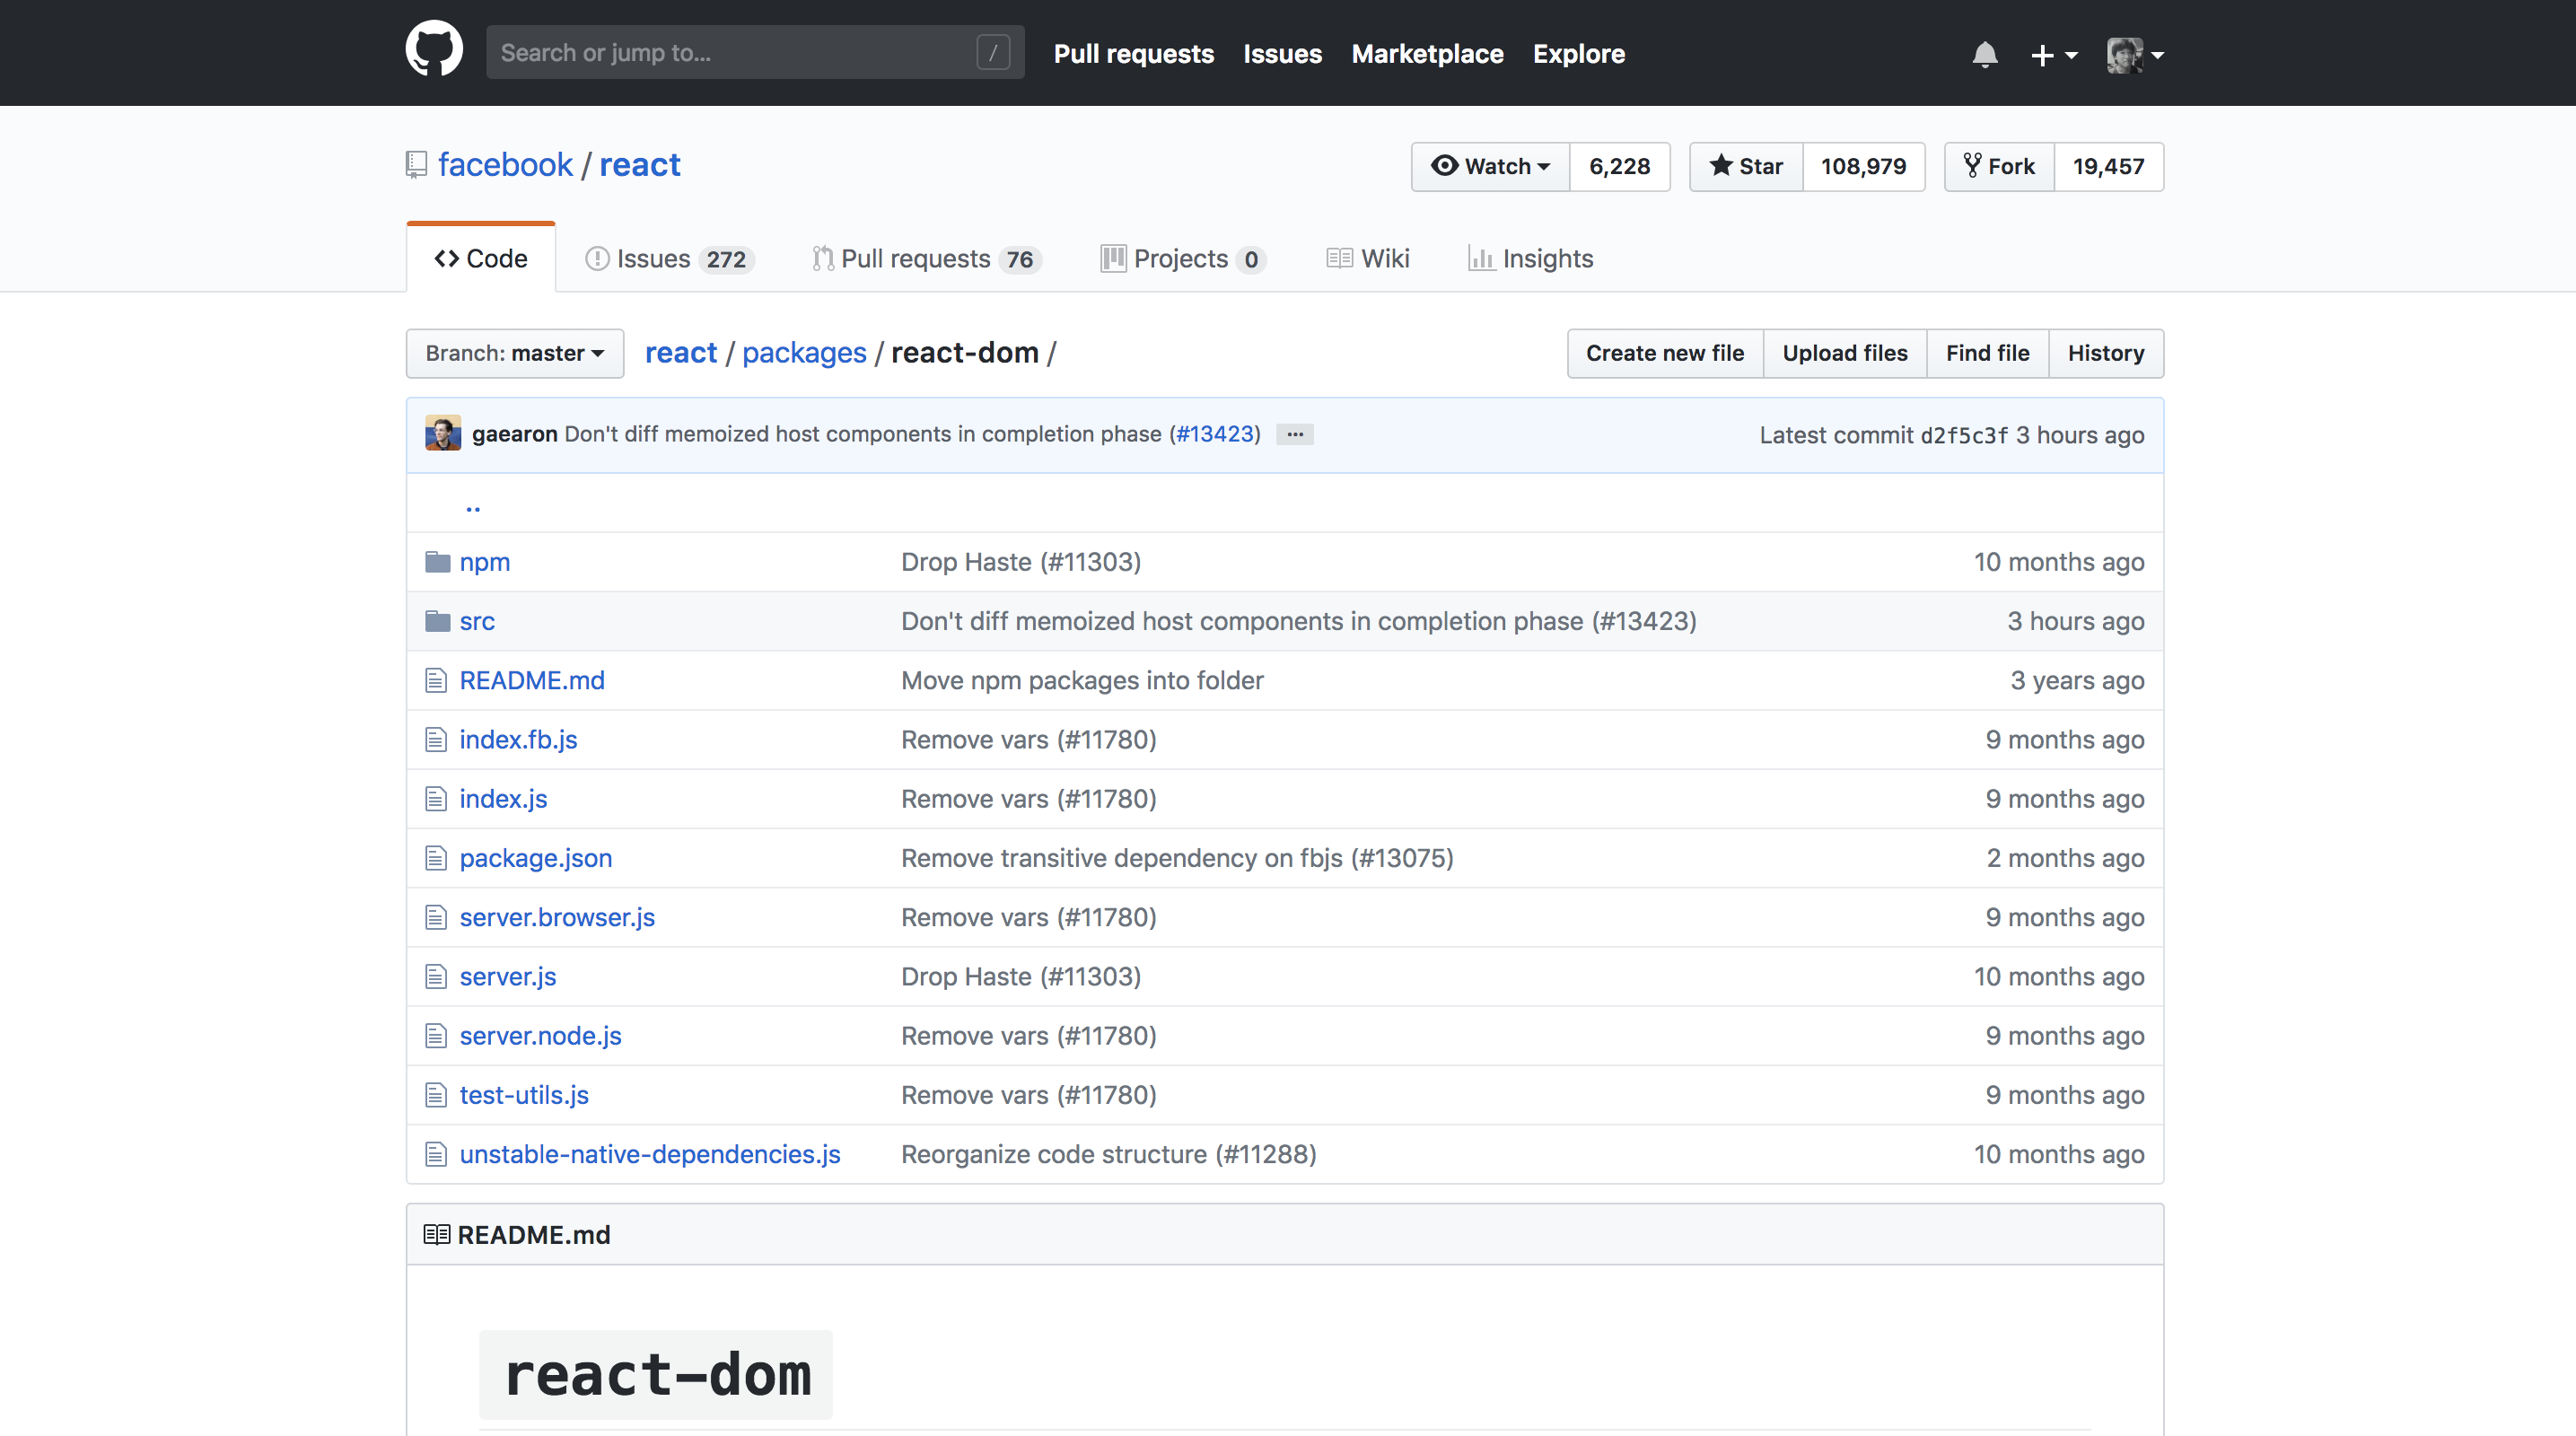 Search or jump to... / Pull requests Issues Marketplace Explore
facebook / react Watch 6,228 Star 108,979 Fork 19,457
Code Issues 272 Pull requests 76 Projects 0 Wiki Insights
Branch: master react / packages / react-dom / Create new file Upload files Find file History
gaearon Don't diff memoized host components in completion phase (#13423) ... Latest commit d2f5c3f 3 hours ago
..
npm Drop Haste (#11303) 10 months ago
src Don't diff memoized host components in completion phase (#13423) 3 hours ago
README.md Move npm packages into folder 3 years ago
index.fb.js Remove vars (#11780) 9 months ago
index.js Remove vars (#11780) 9 months ago
package.json Remove transitive dependency on fbjs (#13075) 2 months ago
server.browser.js Remove vars (#11780) 9 months ago
server.js Drop Haste (#11303) 10 months ago
server.node.js Remove vars (#11780) 9 months ago
test-utils.js Remove vars (#11780) 9 months ago
unstable-native-dependencies.js Reorganize code structure (#11288) 10 months ago
README.md
react-dom